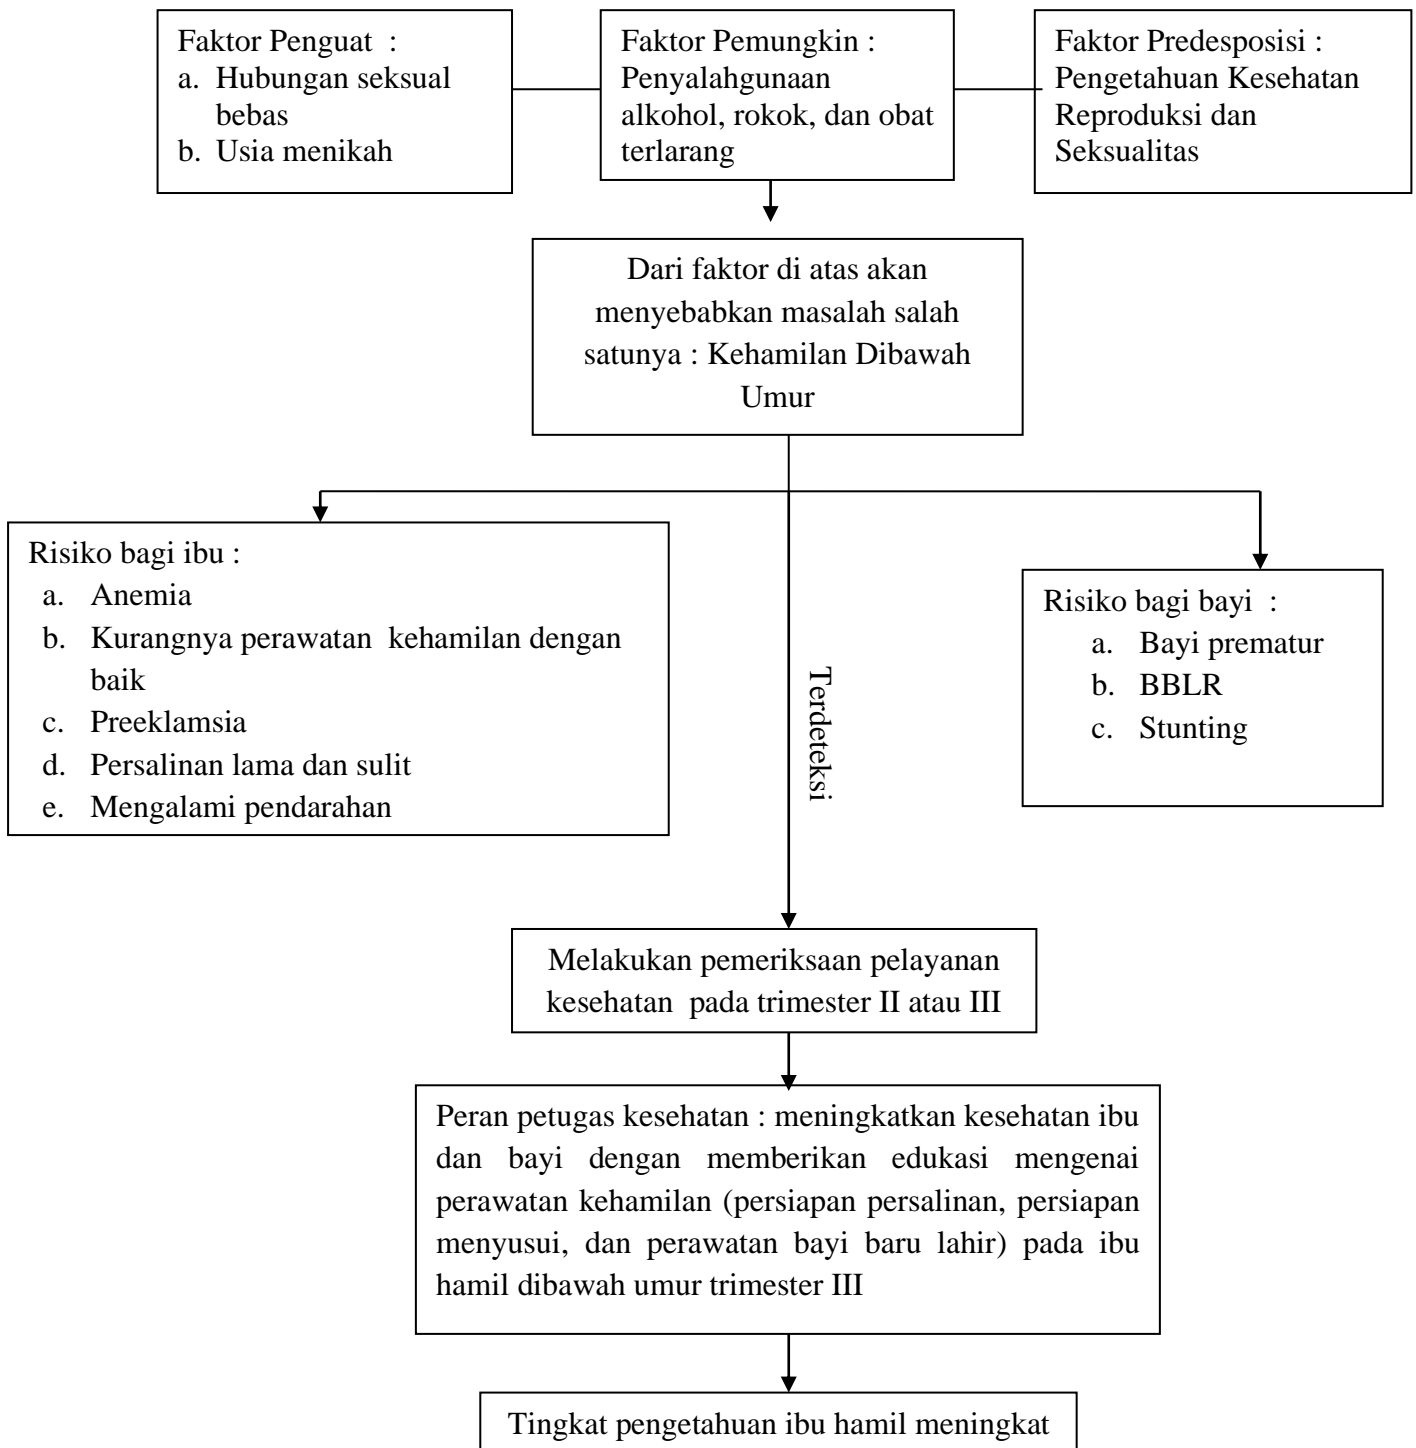 Faktor Penguat :
a. Hubungan seksual
bebas
b. Usia menikah
Faktor Pemungkin :
Penyalahgunaan
alkohol, rokok, dan obat
terlarang
Faktor Predesposisi :
Pengetahuan Kesehatan
Reproduksi dan
Seksualitas
Dari faktor di atas akan
menyebabkan masalah salah
satunya : Kehamilan Dibawah
Umur
Risiko bagi ibu :
a. Anemia
b. Kurangnya perawatan kehamilan dengan
baik
c. Preeklamsia
d. Persalinan lama dan sulit
e. Mengalami pendarahan
Terdeteksi
Risiko bagi bayi :
a. Bayi prematur
b. BBLR
c. Stunting
Melakukan pemeriksaan pelayanan
kesehatan pada trimester II atau III
Peran petugas kesehatan : meningkatkan kesehatan ibu
dan bayi dengan memberikan edukasi mengenai
perawatan kehamilan (persiapan persalinan, persiapan
menyusui, dan perawatan bayi baru lahir) pada ibu
hamil dibawah umur trimester III
Tingkat pengetahuan ibu hamil meningkat